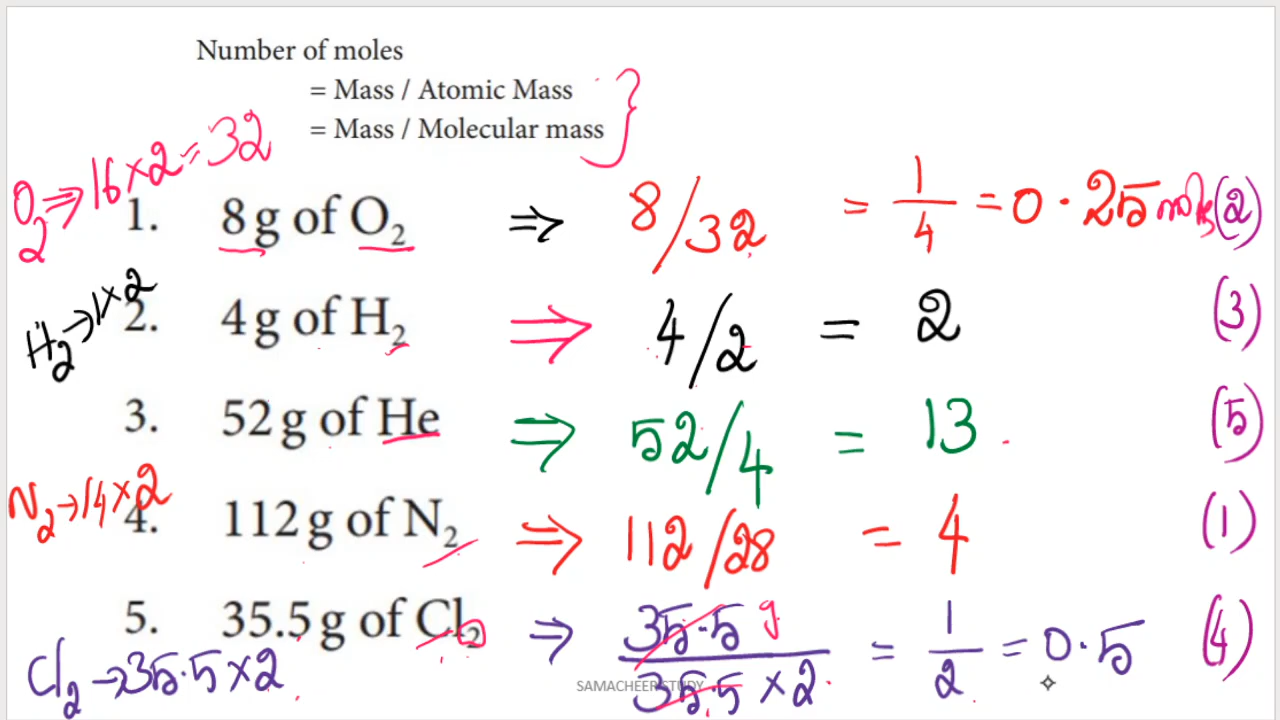 Number of moles
= Mass / Atomic Mass
= Mass / Molecular mass
O₂ ⇒ 16 × 2 = 32
1. 8 g of O₂ ⇒ 8/32 = 1/4 = 0.25 moles (2)
H₂ → 1 × 2
2. 4 g of H₂ ⇒ 4/2 = 2 (3)
3. 52 g of He ⇒ 52/4 = 13 (5)
N₂ → 14 × 2
4. 112 g of N₂ ⇒ 112/28 = 4 (1)
5. 35.5 g of Cl₂ ⇒ 35.5 g / 35.5 × 2 = 1/2 = 0.5 (4)
Cl₂ → 35.5 × 2
SAMACHEER STUDY